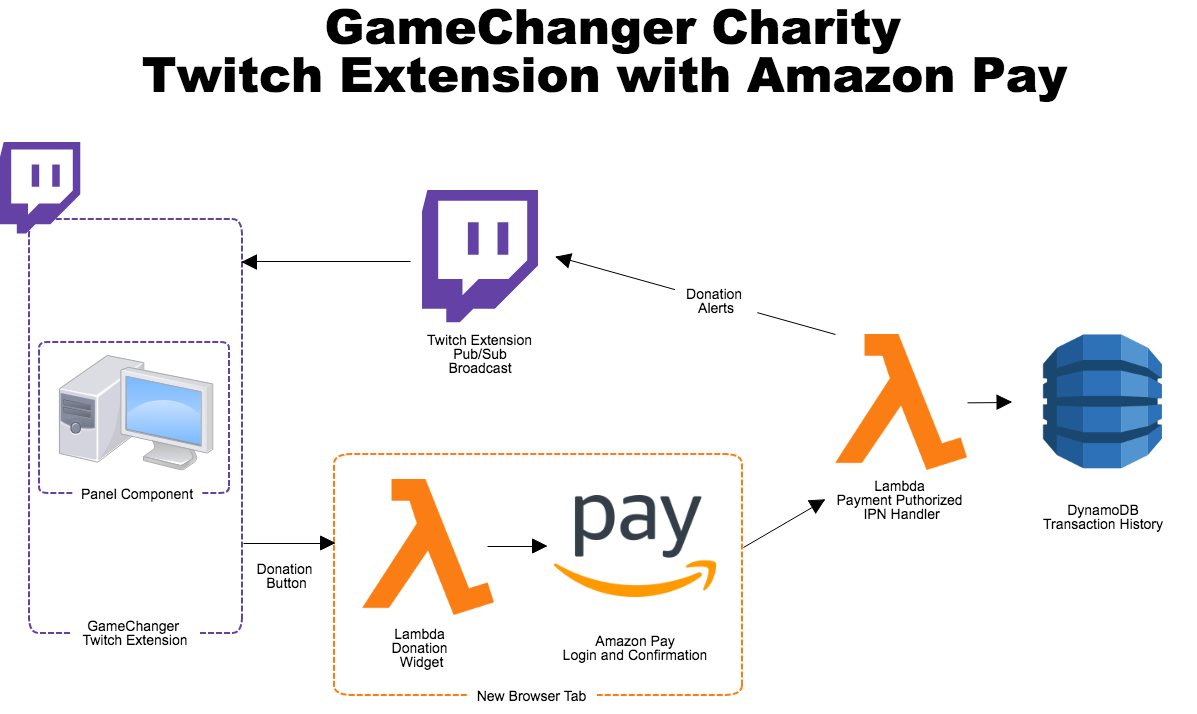 GameChanger Charity
Twitch Extension with Amazon Pay
Donation
Alerts
Twitch Extension
Pub/Sub
Broadcast
Panel Component
GameChanger
Twitch Extension
Donation
Button
Lambda
Donation
Widget
pay
Amazon Pay
Login and Confirmation
New Browser Tab
Lambda
Payment Puthorized
IPN Handler
DynamoDB
Transaction History